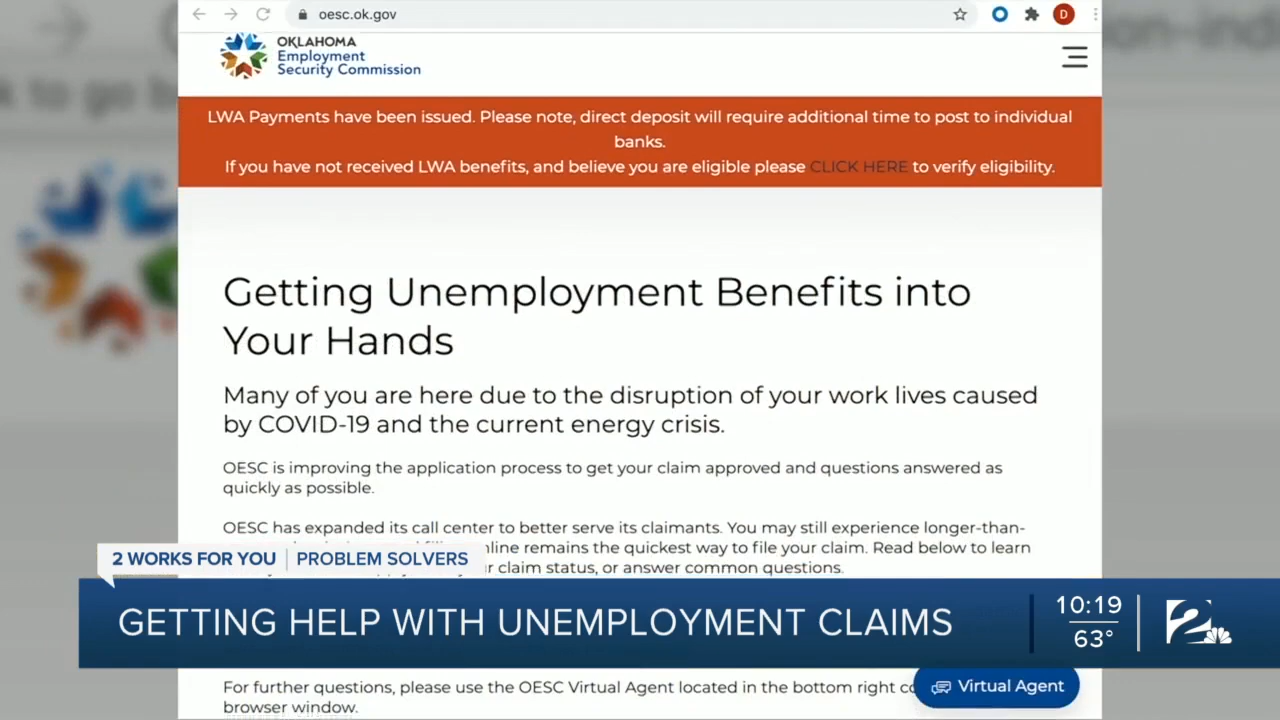 oesc.ok.gov
D
OKLAHOMA
Employment
Security Commission
LWA Payments have been issued. Please note, direct deposit will require additional time to post to individual
banks.
If you have not received LWA benefits, and believe you are eligible please CLICK HERE to verify eligibility.
Getting Unemployment Benefits into
Your Hands
Many of you are here due to the disruption of your work lives caused
by COVID-19 and the current energy crisis.
OESC is improving the application process to get your claim approved and questions answered as
quickly as possible.
OESC has expanded its call center to better serve its claimants. You may still experience longer-than-
nline remains the quickest way to file your claim. Read below to learn
r claim status, or answer common questions.
2 WORKS FOR YOU | PROBLEM SOLVERS
GETTING HELP WITH UNEMPLOYMENT CLAIMS
10:19
63°
2
For further questions, please use the OESC Virtual Agent located in the bottom right
browser window.
Virtual Agent